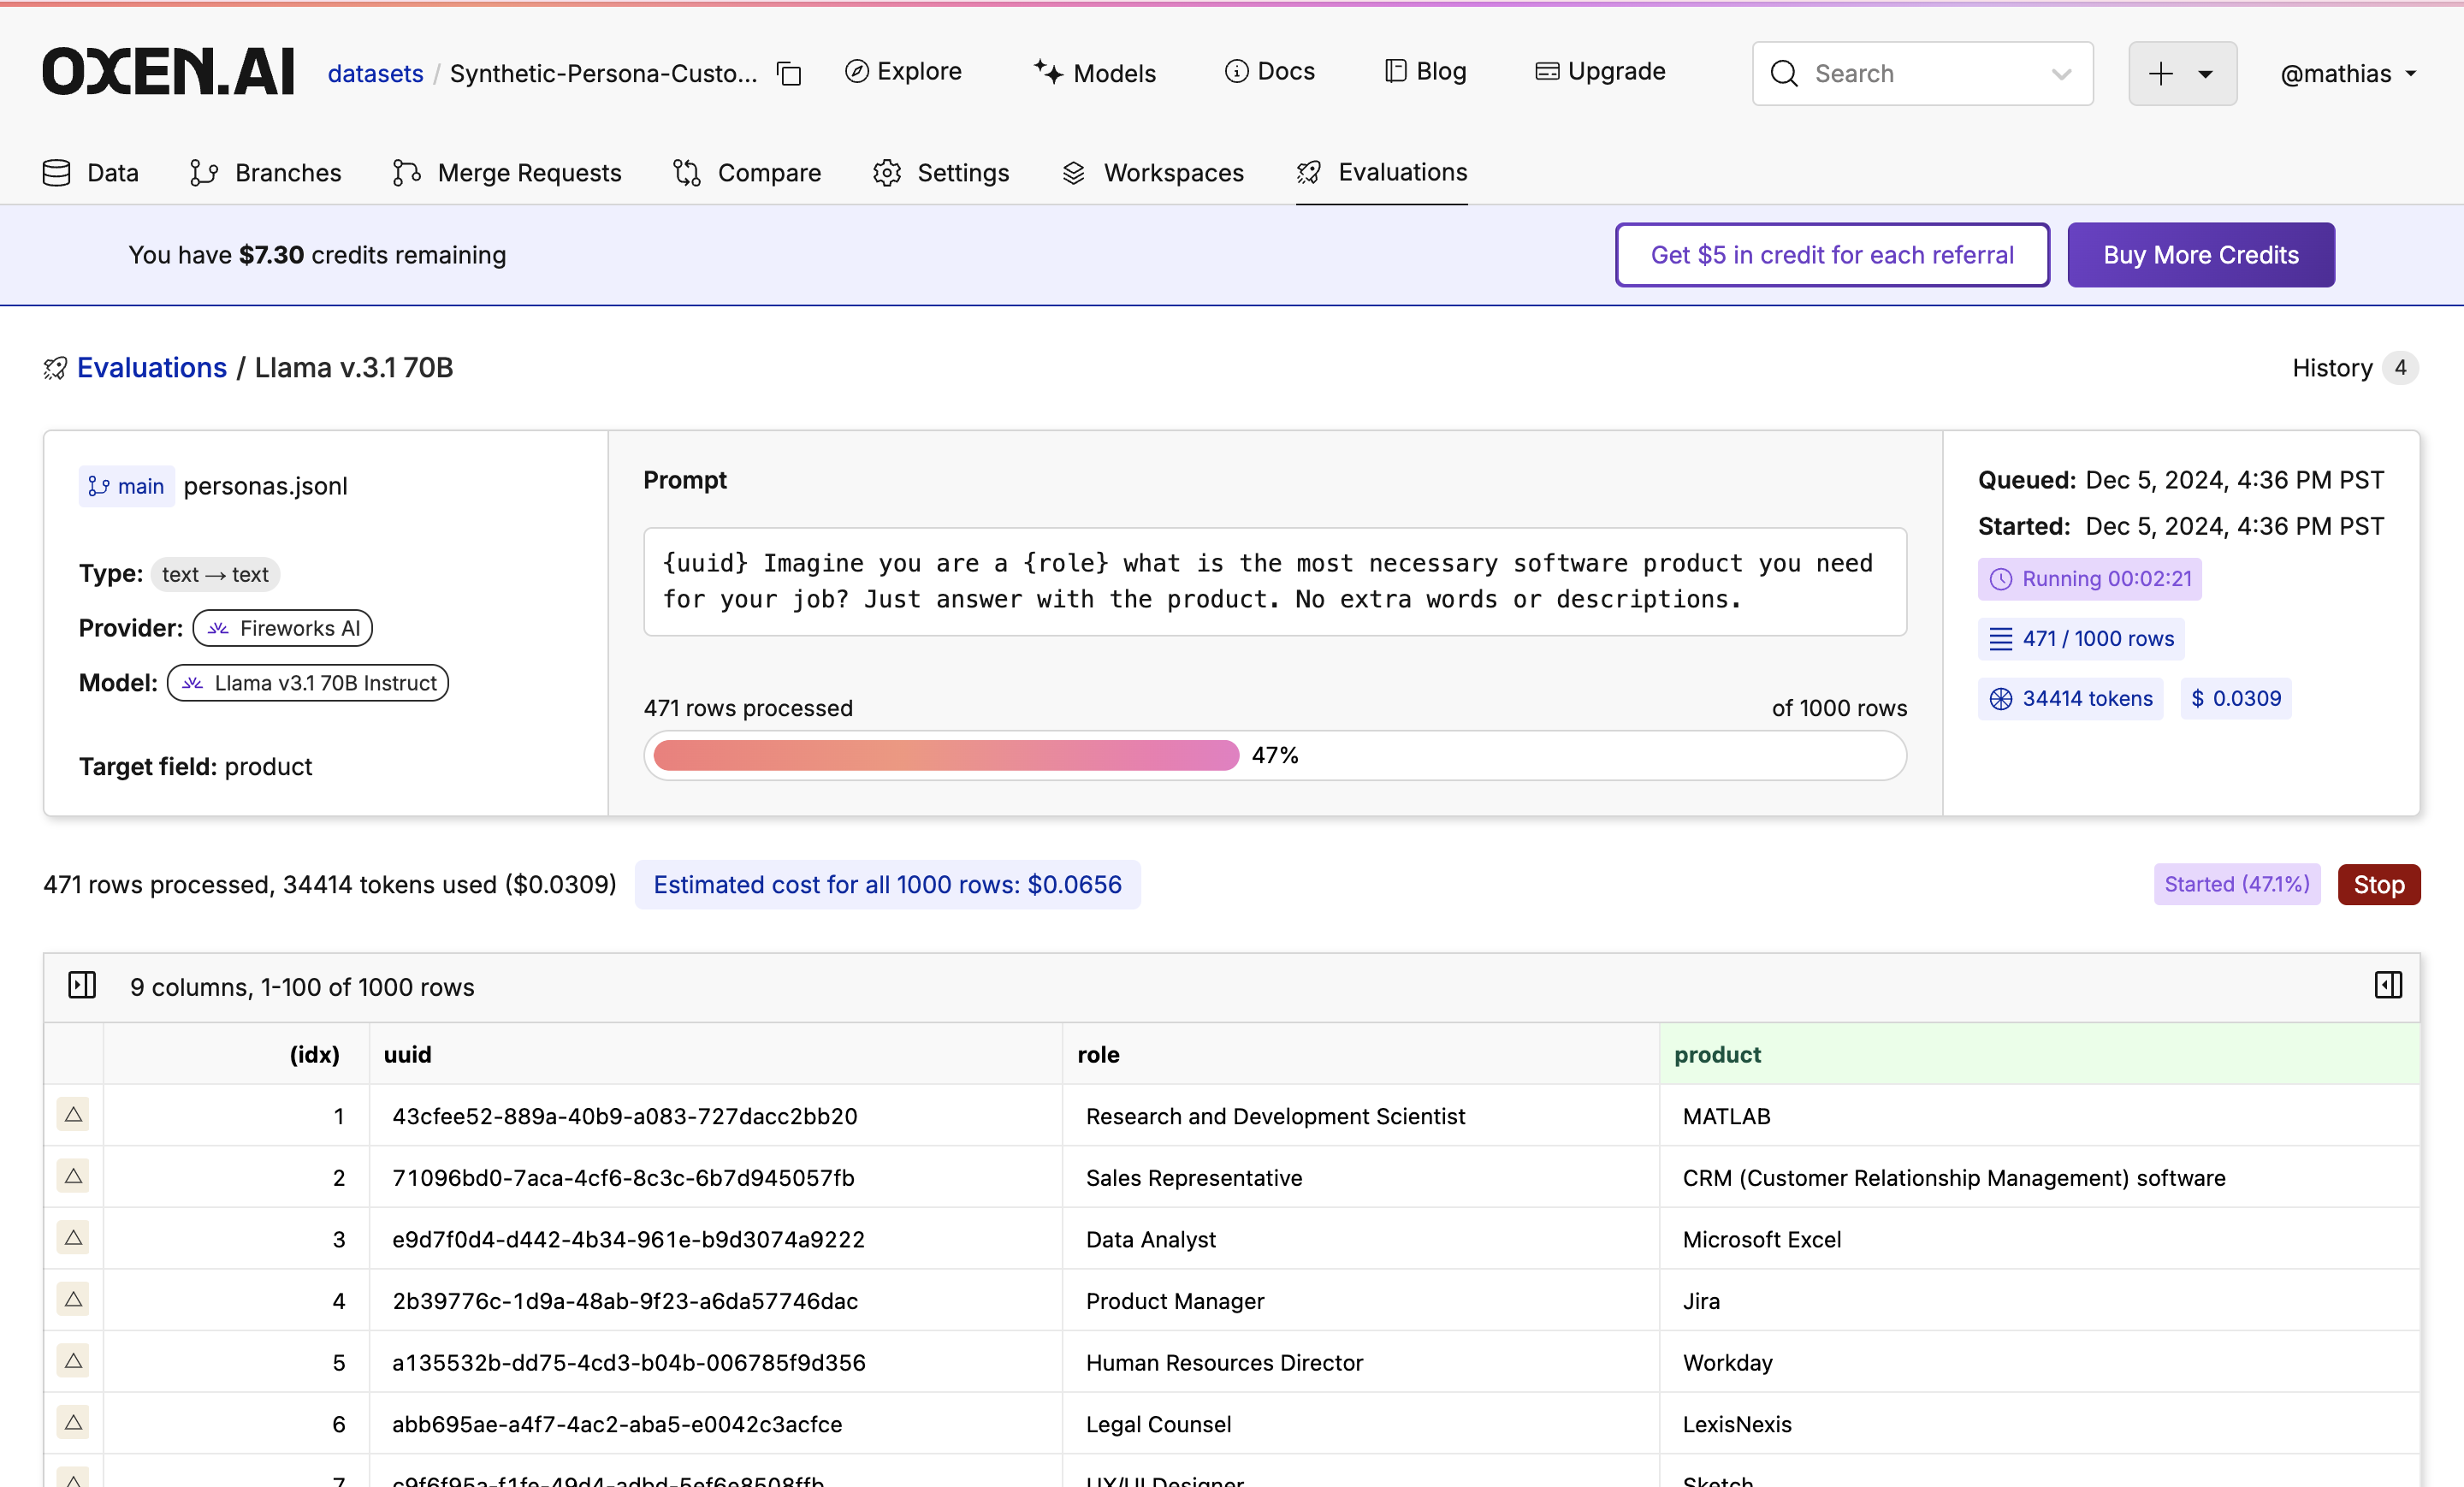 OXEN.AI datasets / Synthetic-Persona-Custo... Explore Models Docs Blog Upgrade Search @mathias
Data Branches Merge Requests Compare Settings Workspaces Evaluations
You have $7.30 credits remaining Get $5 in credit for each referral Buy More Credits
Evaluations / Llama v.3.1 70B History 4
main personas.jsonl
Type: text → text
Provider: Fireworks AI
Model: Llama v3.1 70B Instruct
Target field: product
Prompt
{uuid} Imagine you are a {role} what is the most necessary software product you need
for your job? Just answer with the product. No extra words or descriptions.
471 rows processed of 1000 rows
47%
Queued: Dec 5, 2024, 4:36 PM PST
Started: Dec 5, 2024, 4:36 PM PST
Running 00:02:21
471 / 1000 rows
34414 tokens $ 0.0309
471 rows processed, 34414 tokens used ($0.0309) Estimated cost for all 1000 rows: $0.0656 Started (47.1%) Stop
9 columns, 1-100 of 1000 rows
(idx) uuid role product
1 43cfee52-889a-40b9-a083-727dacc2bb20 Research and Development Scientist MATLAB
2 71096bd0-7aca-4cf6-8c3c-6b7d945057fb Sales Representative CRM (Customer Relationship Management) software
3 e9d7f0d4-d442-4b34-961e-b9d3074a9222 Data Analyst Microsoft Excel
4 2b39776c-1d9a-48ab-9f23-a6da57746dac Product Manager Jira
5 a135532b-dd75-4cd3-b04b-006785f9d356 Human Resources Director Workday
6 abb695ae-a4f7-4ac2-aba5-e0042c3acfce Legal Counsel LexisNexis
7 c9f6f95a-f1fe-49d4-adbd-5ef6e8508ffb UX/UI Designer Sketch